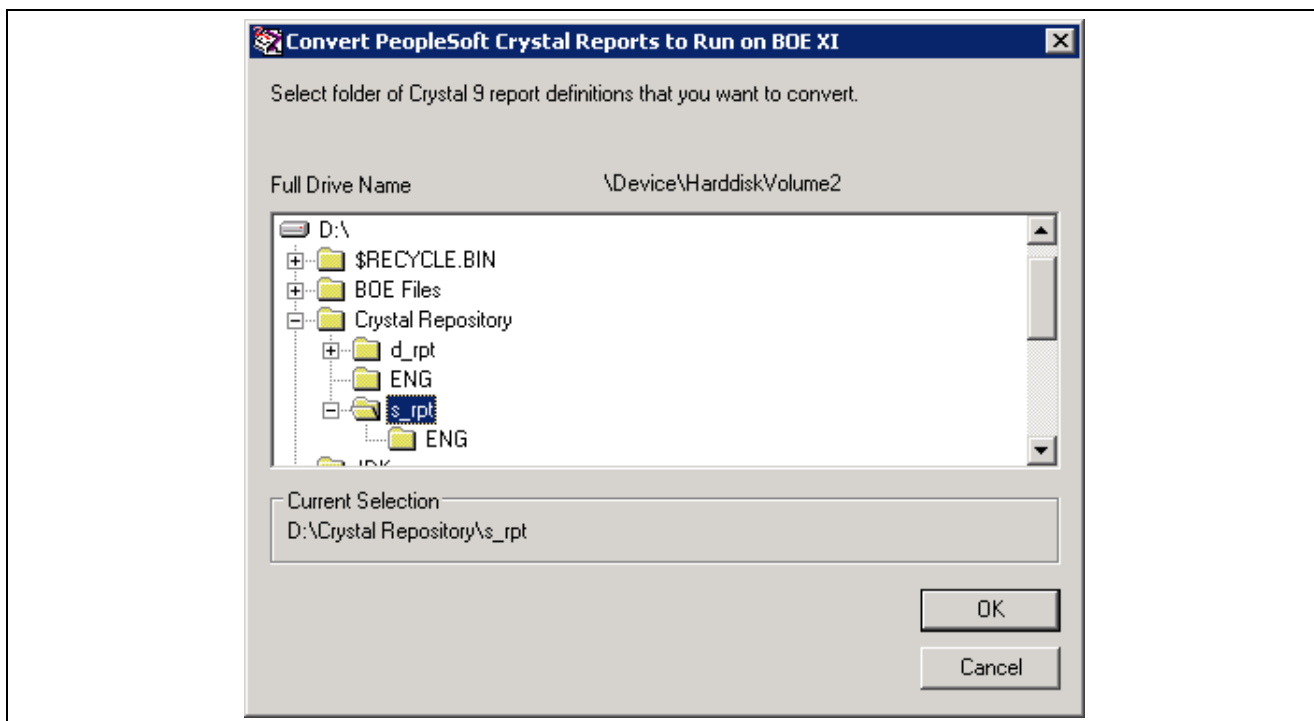 Convert PeopleSoft Crystal Reports to Run on BOE XI
Select folder of Crystal 9 report definitions that you want to convert.
Full Drive Name \Device\HarddiskVolume2
D:\
$RECYCLE.BIN
BOE Files
Crystal Repository
d_rpt
ENG
s_rpt
ENG
Current Selection
D:\Crystal Repository\s_rpt
OK
Cancel